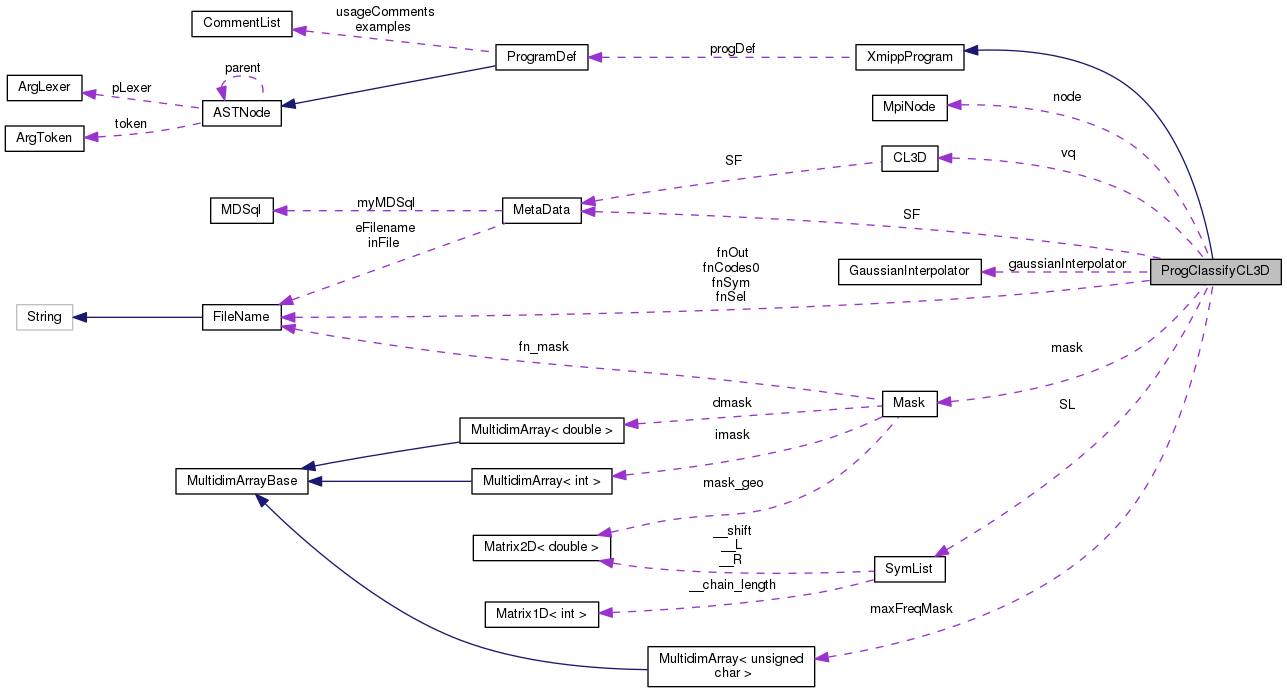 CommentList
usageComments
examples
ProgramDef
progDef
XmippProgram
ArgLexer
pLexer
parent
ASTNode
ArgToken
token
MpiNode
node
CL3D
vq
SF
MDSql
myMDSql
MetaData
SF
eFilename
inFile
GaussianInterpolator
gaussianInterpolator
ProgClassifyCL3D
fnOut
fnCodes0
fnSym
fnSel
String
FileName
fn_mask
mask
Mask
SL
dmask
MultidimArray< double >
imask
MultidimArrayBase
MultidimArray< int >
mask_geo
Matrix2D< double >
__shift
__L
__R
SymList
__chain_length
Matrix1D< int >
maxFreqMask
MultidimArray< unsigned
char >